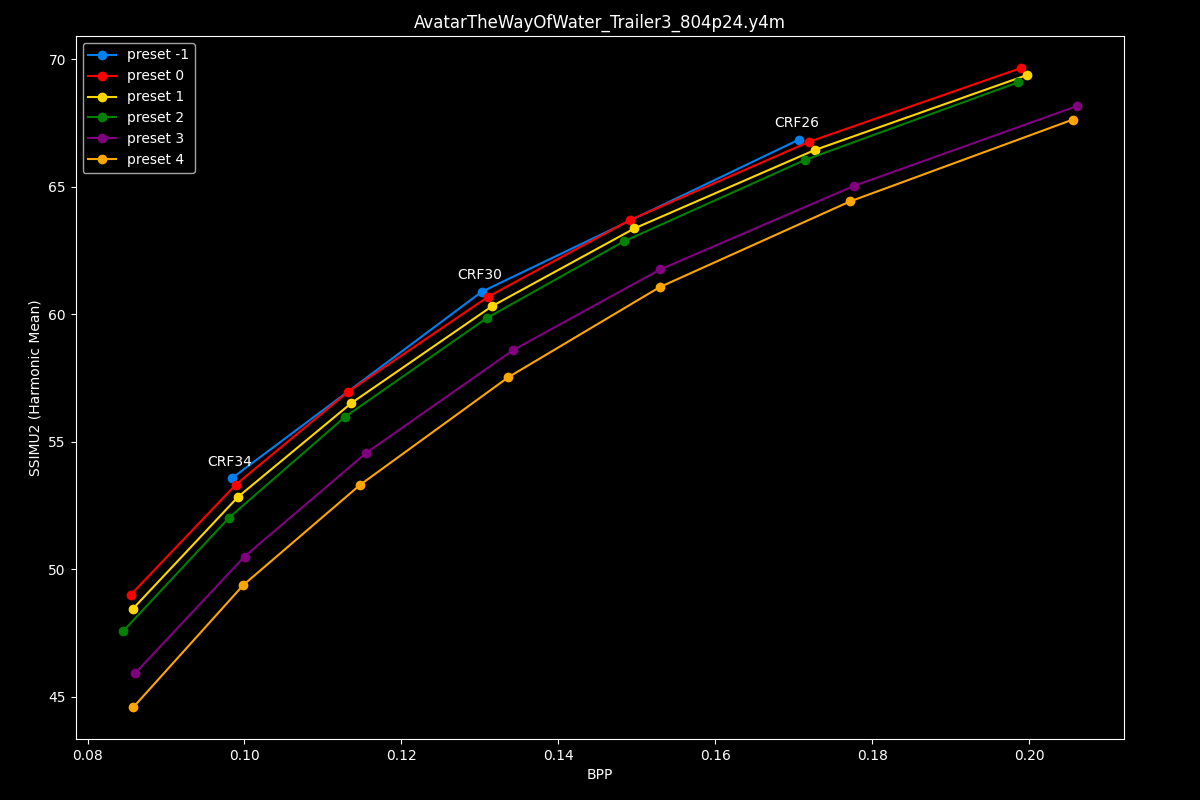 AvatarTheWayOfWater_Trailer3_804p24.y4m
preset -1
preset 0
preset 1
preset 2
preset 3
preset 4
CRF26
CRF30
CRF34
SSIMU2 (Harmonic Mean)
70
65
60
55
50
45
0.08 0.10 0.12 0.14 0.16 0.18 0.20
BPP